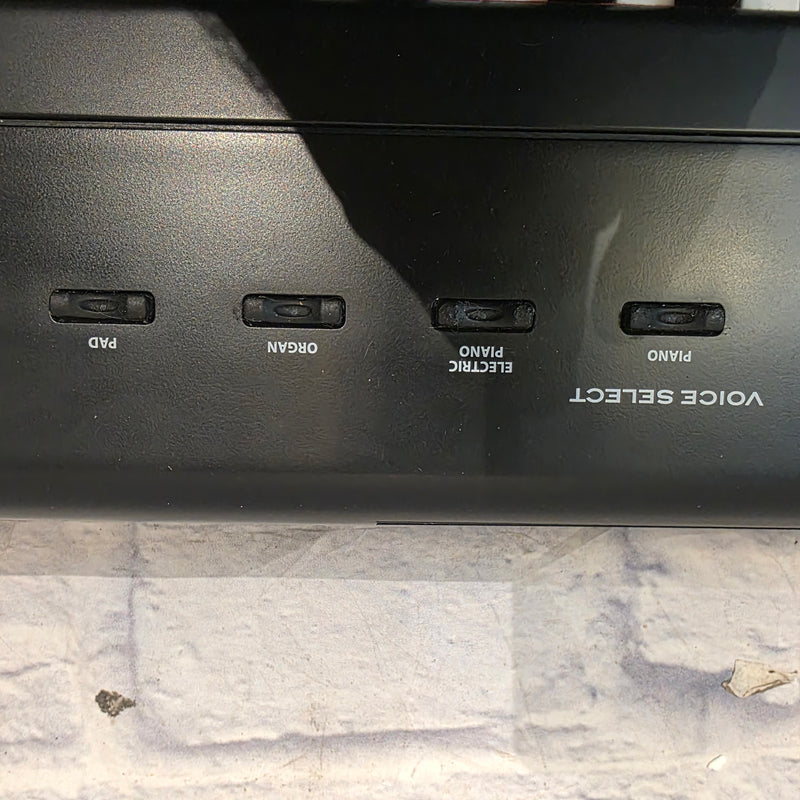 VOICE SELECT
PIANO
ELECTRIC
PIANO
ORGAN
PAD